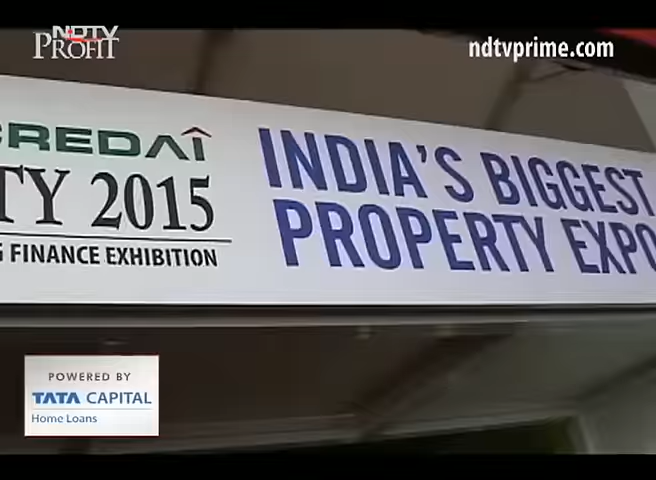 NDTV
PROFIT
ndtvprime.com
CREDAI
TY 2015
FINANCE EXHIBITION
INDIA'S BIGGEST
PROPERTY EXPO
POWERED BY
TATA CAPITAL
Home Loans